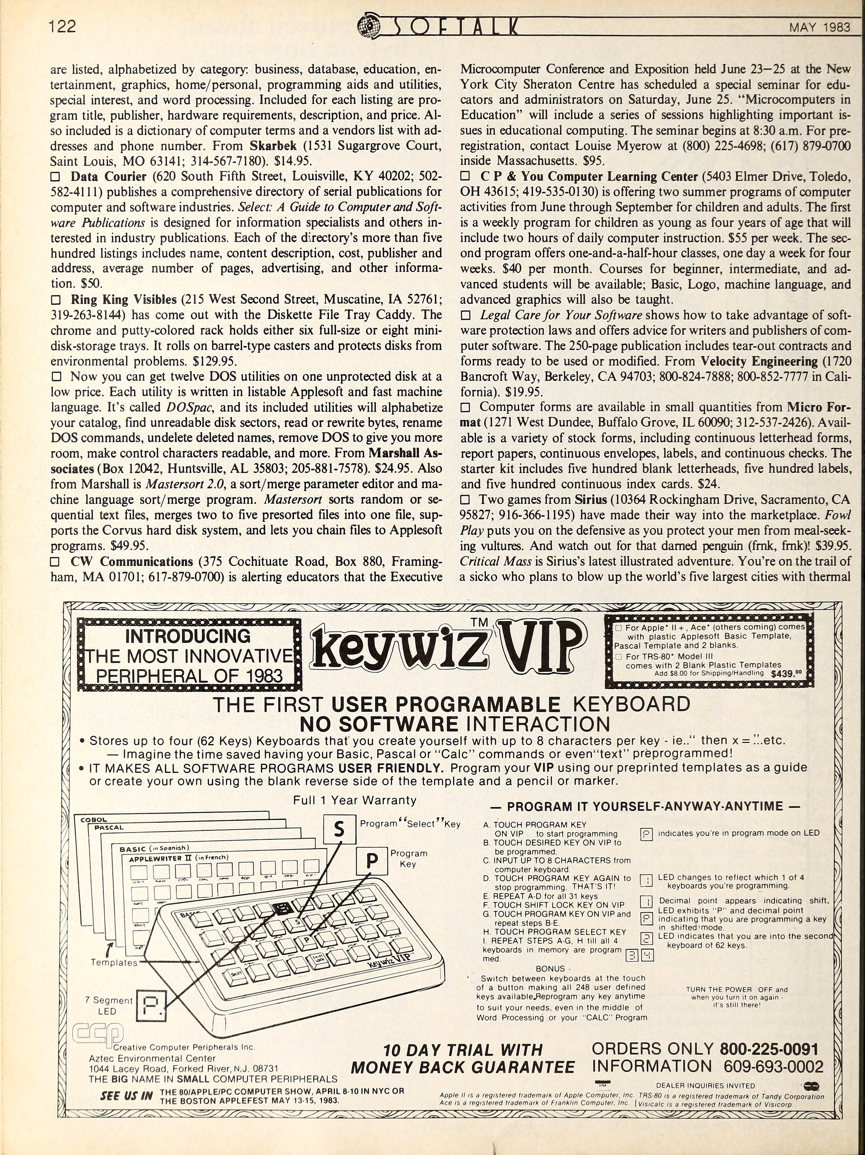 122
SOFTALK
MAY 1983
are listed, alphabetized by category: business, database, education, en-
tertainment, graphics, home/personal, programming aids and utilities,
special interest, and word processing. Included for each listing are pro-
gram title, publisher, hardware requirements, description, and price. Al-
so included is a dictionary of computer terms and a vendors list with ad-
dresses and phone number. From Skarbek (1531 Sugargrove Court,
Saint Louis, MO 63141; 314-567-7180). $14.95.
□ Data Courier (620 South Fifth Street, Louisville, KY 40202; 502-
582-4111) publishes a comprehensive directory of serial publications for
computer and software industries. Select: A Guide to Computer and Soft-
ware Publications is designed for information specialists and others in-
terested in industry publications. Each of the directory's more than five
hundred listings includes name, content description, cost, publisher and
address, average number of pages, advertising, and other informa-
tion. $50.
□ Ring King Visibles (215 West Second Street, Muscatine, IA 52761;
319-263-8144) has come out with the Diskette File Tray Caddy. The
chrome and putty-colored rack holds either six full-size or eight mini-
disk-storage trays. It rolls on barrel-type casters and protects disks from
environmental problems. $129.95.
□ Now you can get twelve DOS utilities on one unprotected disk at a
low price. Each utility is written in listable Applesoft and fast machine
language. It's called DOSpac, and its included utilities will alphabetize
your catalog, find unreadable disk sectors, read or rewrite bytes, rename
DOS commands, undelete deleted names, remove DOS to give you more
room, make control characters readable, and more. From Marshall As-
sociates (Box 12042, Huntsville, AL 35803; 205-881-7578). $24.95. Also
from Marshall is Mastersort 2.0, a sort/merge parameter editor and ma-
chine language sort/merge program. Mastersort sorts random or se-
quential text files, merges two to five presorted files into one file, sup-
ports the Corvus hard disk system, and lets you chain files to Applesoft
programs. $49.95.
□ CW Communications (375 Cochituate Road, Box 880, Framing-
ham, MA 01701; 617-879-0700) is alerting educators that the Executive
Microcomputer Conference and Exposition held June 23–25 at the New
York City Sheraton Centre has scheduled a special seminar for edu-
cators and administrators on Saturday, June 25. "Microcomputers in
Education" will include a series of sessions highlighting important is-
sues in educational computing. The seminar begins at 8:30 a.m. For pre-
registration, contact Louise Myerow at (800) 225-4698; (617) 879-0700
inside Massachusetts. $95.
□ C P & You Computer Learning Center (5403 Elmer Drive, Toledo,
OH 43615; 419-535-0130) is offering two summer programs of computer
activities from June through September for children and adults. The first
is a weekly program for children as young as four years of age that will
include two hours of daily computer instruction. $55 per week. The sec-
ond program offers one-and-a-half-hour classes, one day a week for four
weeks. $40 per month. Courses for beginner, intermediate, and ad-
vanced students will be available; Basic, Logo, machine language, and
advanced graphics will also be taught.
□ Legal Care for Your Software shows how to take advantage of soft-
ware protection laws and offers advice for writers and publishers of com-
puter software. The 250-page publication includes tear-out contracts and
forms ready to be used or modified. From Velocity Engineering (1720
Bancroft Way, Berkeley, CA 94703; 800-824-7888; 800-852-7777 in Cali-
fornia). $19.95.
□ Computer forms are available in small quantities from Micro For-
mat (1271 West Dundee, Buffalo Grove, IL 60090; 312-537-2426). Avail-
able is a variety of stock forms, including continuous letterhead forms,
report papers, continuous envelopes, labels, and continuous checks. The
starter kit includes five hundred blank letterheads, five hundred labels,
and five hundred continuous index cards. $24.
□ Two games from Sirius (10364 Rockingham Drive, Sacramento, CA
95827; 916-366-1195) have made their way into the marketplace. Fowl
Play puts you on the defensive as you protect your men from meal-seek-
ing vultures. And watch out for that darned penguin (frnk, frnk)! $39.95.
Critical Mass is Sirius's latest illustrated adventure. You're on the trail of
a sicko who plans to blow up the world's five largest cities with thermal
INTRODUCING
THE MOST INNOVATIVE
PERIPHERAL OF 1983
keywiz VIP™
□ For Apple* II+, Ace* (others coming) comes
with plastic Applesoft Basic Template,
Pascal Template and 2 blanks.
□ For TRS-80* Model III
comes with 2 Blank Plastic Templates
Add $8.00 for Shipping/Handling $439.00
THE FIRST USER PROGRAMABLE KEYBOARD
NO SOFTWARE INTERACTION
• Stores up to four (62 Keys) Keyboards that you create yourself with up to 8 characters per key - ie.." then x = "..etc.
— Imagine the time saved having your Basic, Pascal or "Calc" commands or even"text" preprogrammed!
• IT MAKES ALL SOFTWARE PROGRAMS USER FRIENDLY. Program your VIP using our preprinted templates as a guide
or create your own using the blank reverse side of the template and a pencil or marker.
Full 1 Year Warranty
COBOL
PASCAL
BASIC (in Spanish)
APPLEWRITER II (in French)
S
Program "Select" Key
P
Program
Key
keywiz VIP
Templates
7 Segment
LED
P.
— PROGRAM IT YOURSELF-ANYWAY-ANYTIME —
A. TOUCH PROGRAM KEY
ON VIP to start programming
B. TOUCH DESIRED KEY ON VIP to
be programmed.
C. INPUT UP TO 8 CHARACTERS from
computer keyboard.
D. TOUCH PROGRAM KEY AGAIN to
stop programming. THAT'S IT!
E. REPEAT A-D for all 31 keys
F. TOUCH SHIFT LOCK KEY ON VIP
G. TOUCH PROGRAM KEY ON VIP and
repeat steps B-E.
H. TOUCH PROGRAM SELECT KEY
I. REPEAT STEPS A-G, H till all 4
keyboards in memory are program
med.
3 4
P indicates you're in program mode on LED
1 LED changes to reflect which 1 of 4
keyboards you're programming.
1 Decimal point appears indicating shift,
P LED exhibits "P" and decimal point
indicating that you are programming a key
in shifted mode.
2 LED indicates that you are into the second
keyboard of 62 keys.
BONUS -
Switch between keyboards at the touch
of a button making all 248 user defined
keys available. Reprogram any key anytime
to suit your needs, even in the middle of
Word Processing or your "CALC" Program
TURN THE POWER OFF and
when you turn it on again -
it's still there!
ccp
Creative Computer Peripherals Inc.
Aztec Environmental Center
1044 Lacey Road, Forked River, N.J. 08731
THE BIG NAME IN SMALL COMPUTER PERIPHERALS
10 DAY TRIAL WITH
MONEY BACK GUARANTEE
ORDERS ONLY 800-225-0091
INFORMATION 609-693-0002
DEALER INQUIRIES INVITED
SEE US IN THE 80/APPLE/PC COMPUTER SHOW, APRIL 8-10 IN NYC OR
THE BOSTON APPLEFEST MAY 13-15, 1983.
Apple II is a registered trademark of Apple Computer, Inc. TRS-80 is a registered trademark of Tandy Corporation
Ace is a registered trademark of Franklin Computer, Inc. Visicalc is a registered trademark of Visicorp.